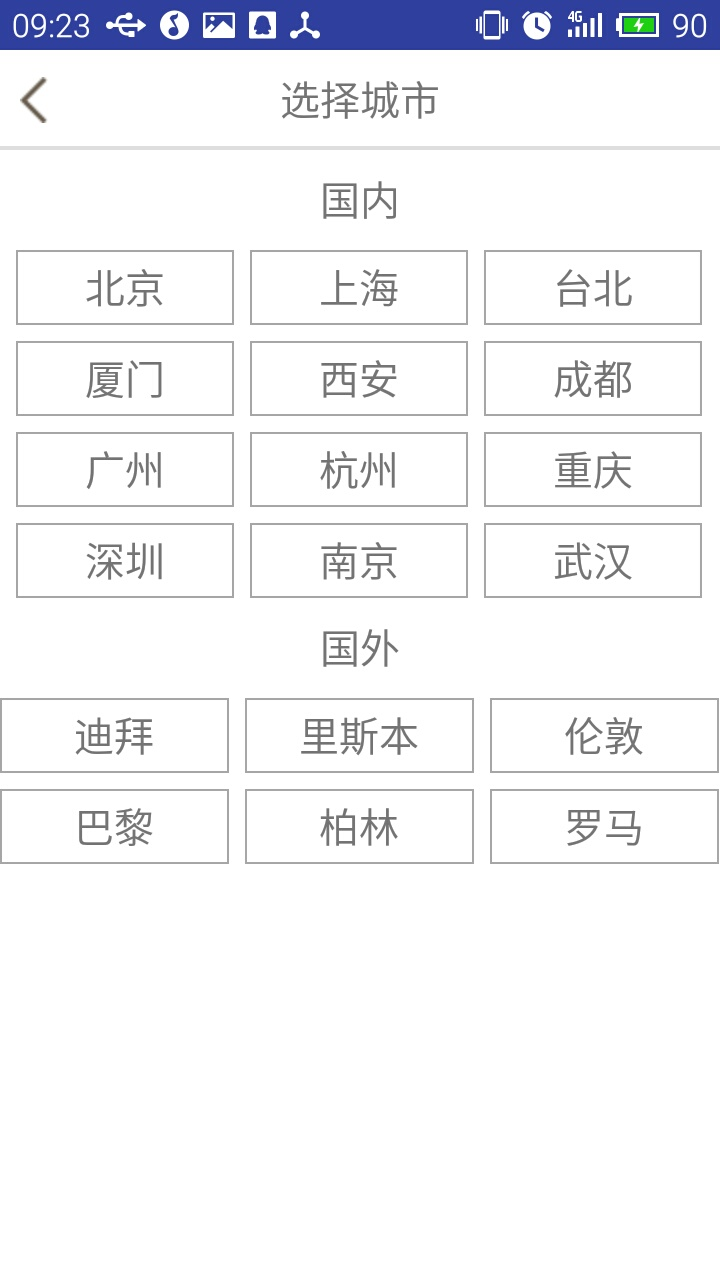 09:23 4G 90
选择城市
国内
北京 上海 台北
厦门 西安 成都
广州 杭州 重庆
深圳 南京 武汉
国外
迪拜 里斯本 伦敦
巴黎 柏林 罗马